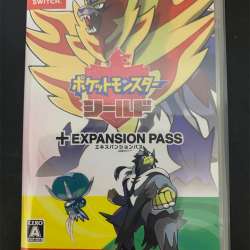 SWITCH
ポケットモンスター
シールド
+ EXPANSION PASS
エキスパンションパス
CERO
A